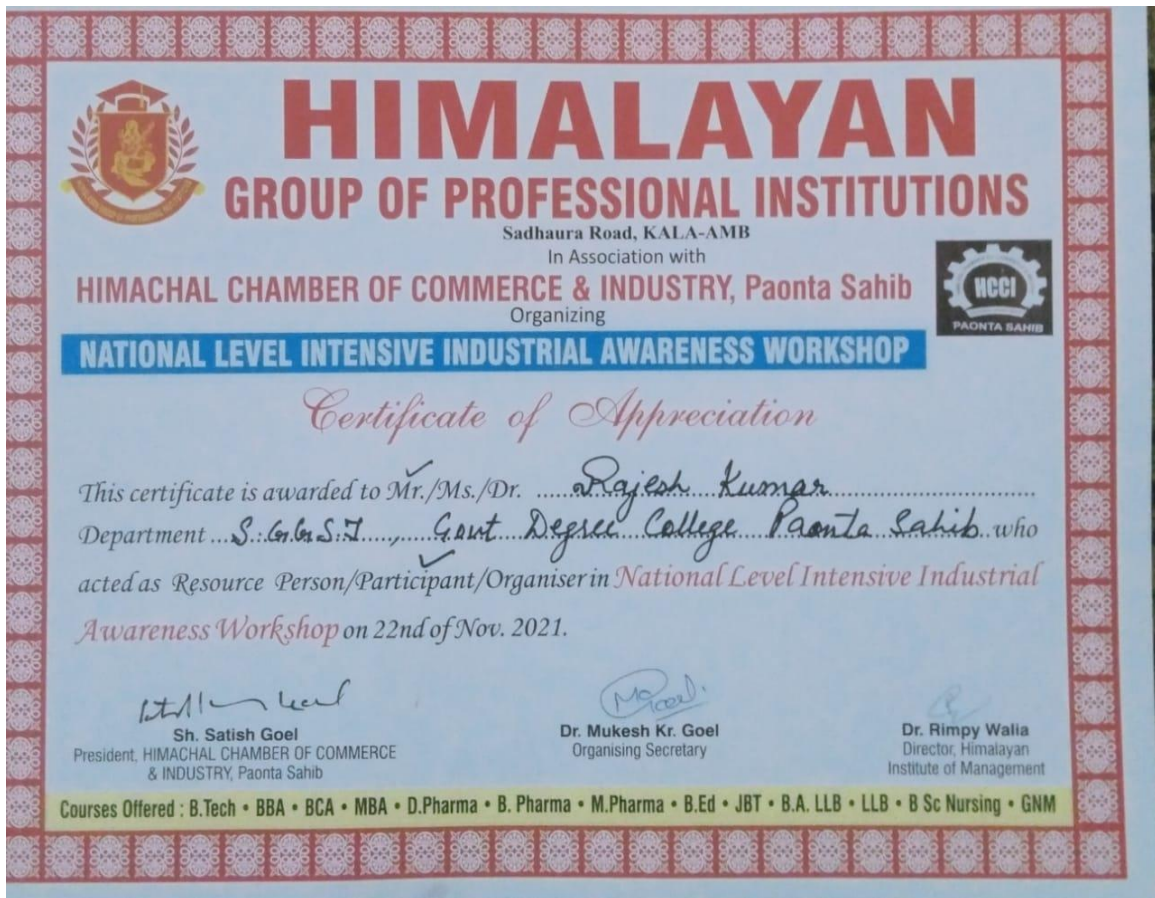 HIMALAYAN
GROUP OF PROFESSIONAL INSTITUTIONS
Sadhaura Road, KALA-AMB
In Association with
HIMACHAL CHAMBER OF COMMERCE & INDUSTRY, Paonta Sahib
HCCI
PAONTA SAHIB
Organizing
NATIONAL LEVEL INTENSIVE INDUSTRIAL AWARENESS WORKSHOP
Certificate of Appreciation
This certificate is awarded to Mr./Ms./Dr. ......Rajesh Kumar......
Department ...S.G.G.S.J...., Govt Degree College Paonta Sahib.. who
acted as Resource Person/Participant/Organiser in National Level Intensive Industrial
Awareness Workshop on 22nd of Nov. 2021.
Sh. Satish Goel
President, HIMACHAL CHAMBER OF COMMERCE
& INDUSTRY, Paonta Sahib
Dr. Mukesh Kr. Goel
Organising Secretary
Dr. Rimpy Walia
Director, Himalayan
Institute of Management
Courses Offered : B.Tech • BBA • BCA • MBA • D.Pharma • B. Pharma • M.Pharma • B.Ed • JBT • B.A. LLB • LLB • B Sc Nursing • GNM